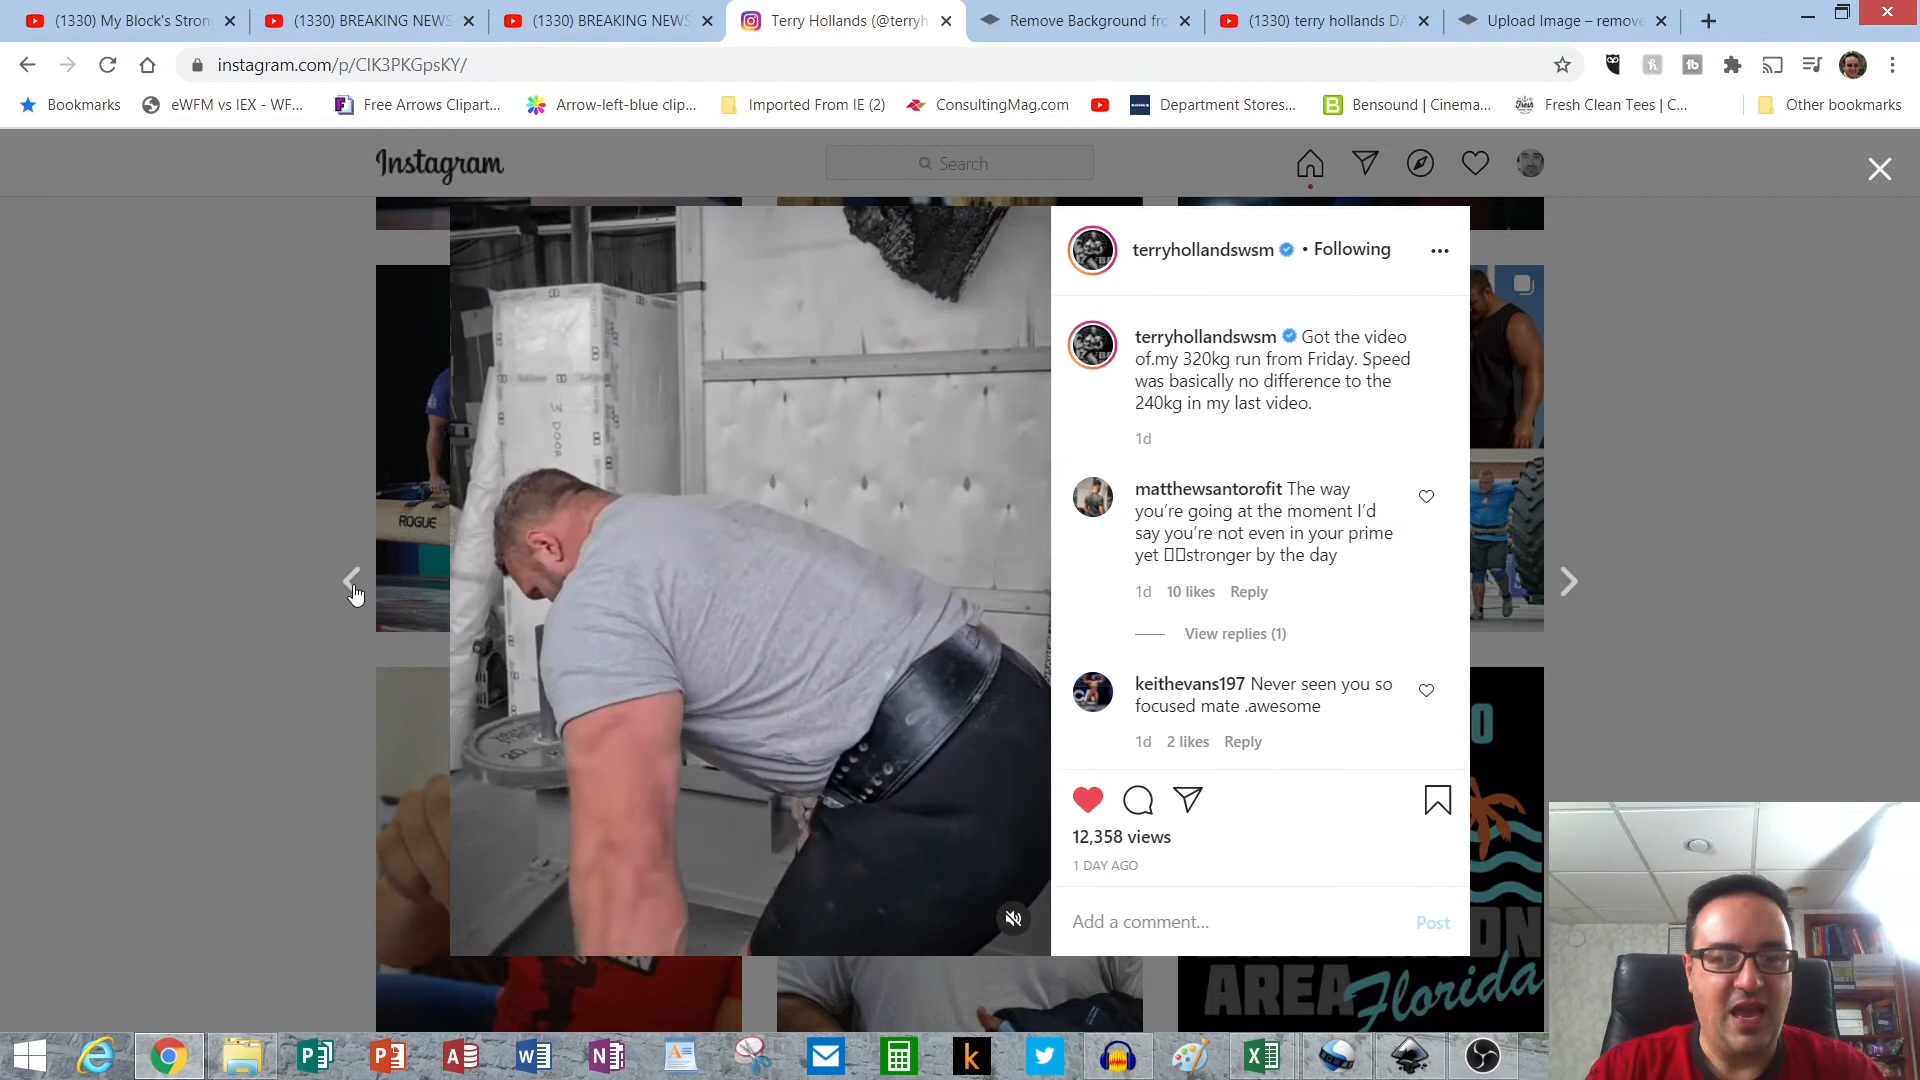 (1330) My Block's Stron
(1330) BREAKING NEWS
(1330) BREAKING NEWS
Terry Hollands (@terryh
Remove Background fro
(1330) terry hollands DA
Upload Image – remove
instagram.com/p/CIK3PKGpsKY/
Bookmarks
eWFM vs IEX - WF...
Free Arrows Clipart...
Arrow-left-blue clip...
Imported From IE (2)
ConsultingMag.com
Department Stores...
Bensound | Cinema...
Fresh Clean Tees | C...
Other bookmarks
Instagram
Search
terryhollandswsm • Following
terryhollandswsm Got the video
of.my 320kg run from Friday. Speed
was basically no difference to the
240kg in my last video.
1d
matthewsantorofit The way
you’re going at the moment I’d
say you’re not even in your prime
yet ▯▯stronger by the day
1d 10 likes Reply
View replies (1)
keithevans197 Never seen you so
focused mate .awesome
1d 2 likes Reply
12,358 views
1 DAY AGO
Add a comment...
Post
ROGUE
DOOR
20
AREA
Florida